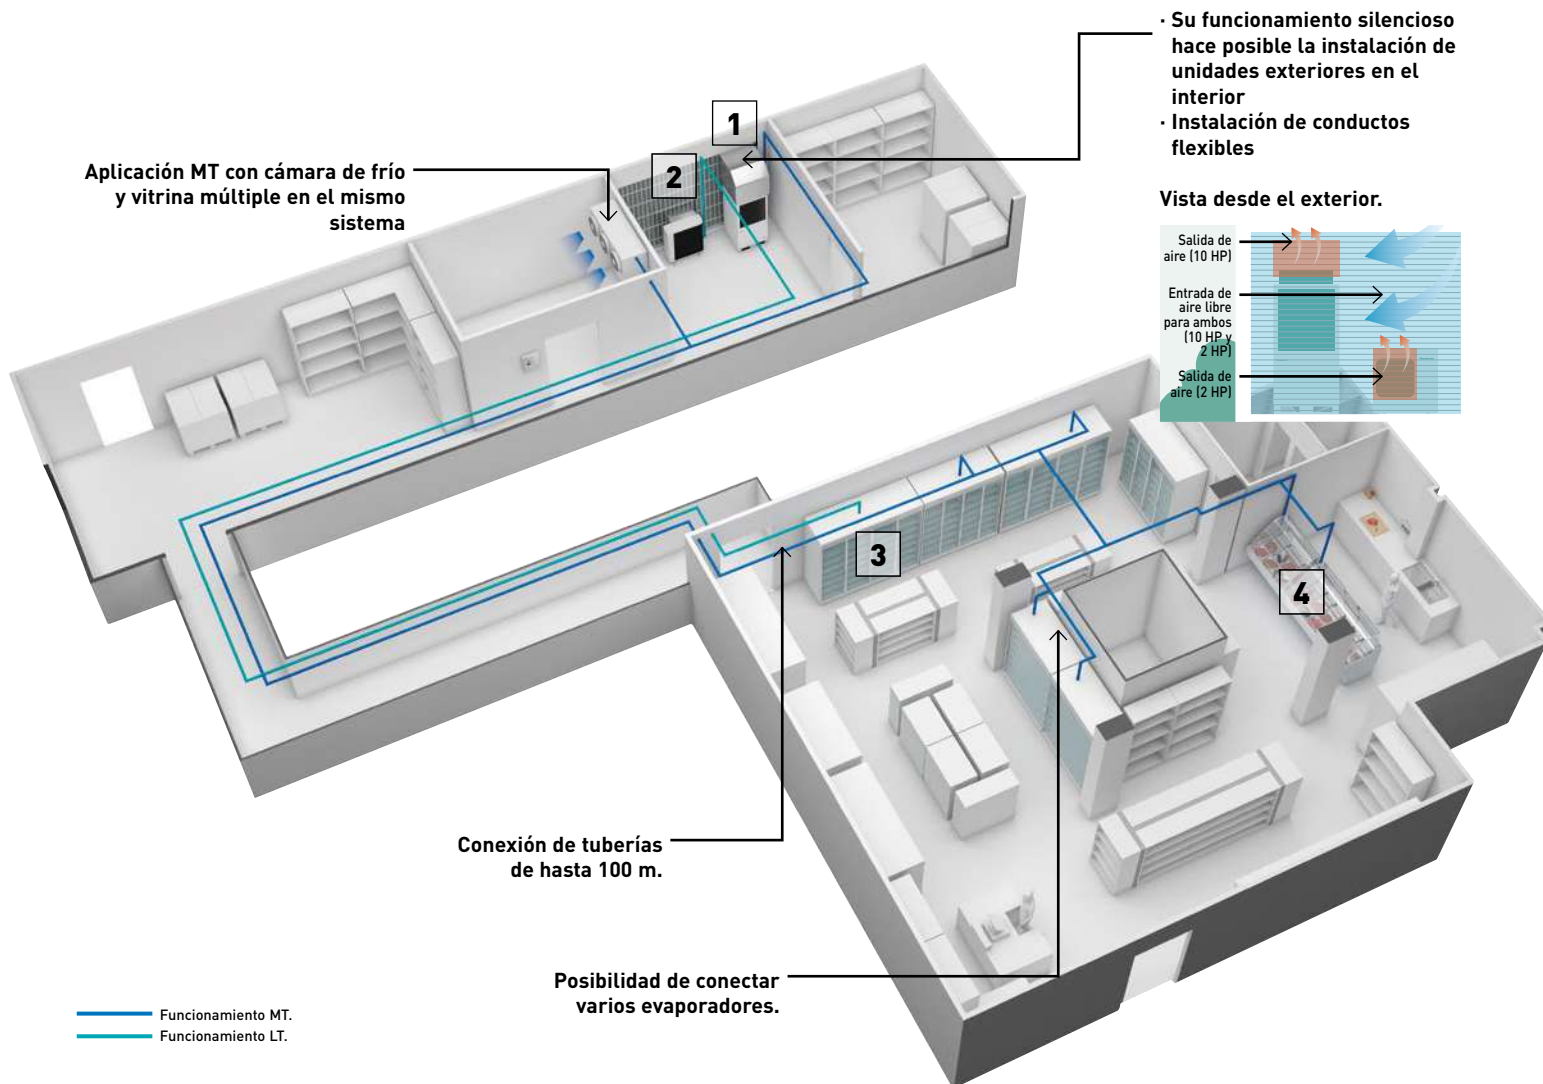 · Su funcionamiento silencioso
hace posible la instalación de
unidades exteriores en el
interior
· Instalación de conductos
flexibles
Vista desde el exterior.
Salida de
aire (10 HP)
Entrada de
aire libre
para ambos
(10 HP y
2 HP)
Salida de
aire (2 HP)
1
2
Aplicación MT con cámara de frío
y vitrina múltiple en el mismo
sistema
3
4
Conexión de tuberías
de hasta 100 m.
Posibilidad de conectar
varios evaporadores.
Funcionamiento MT.
Funcionamiento LT.